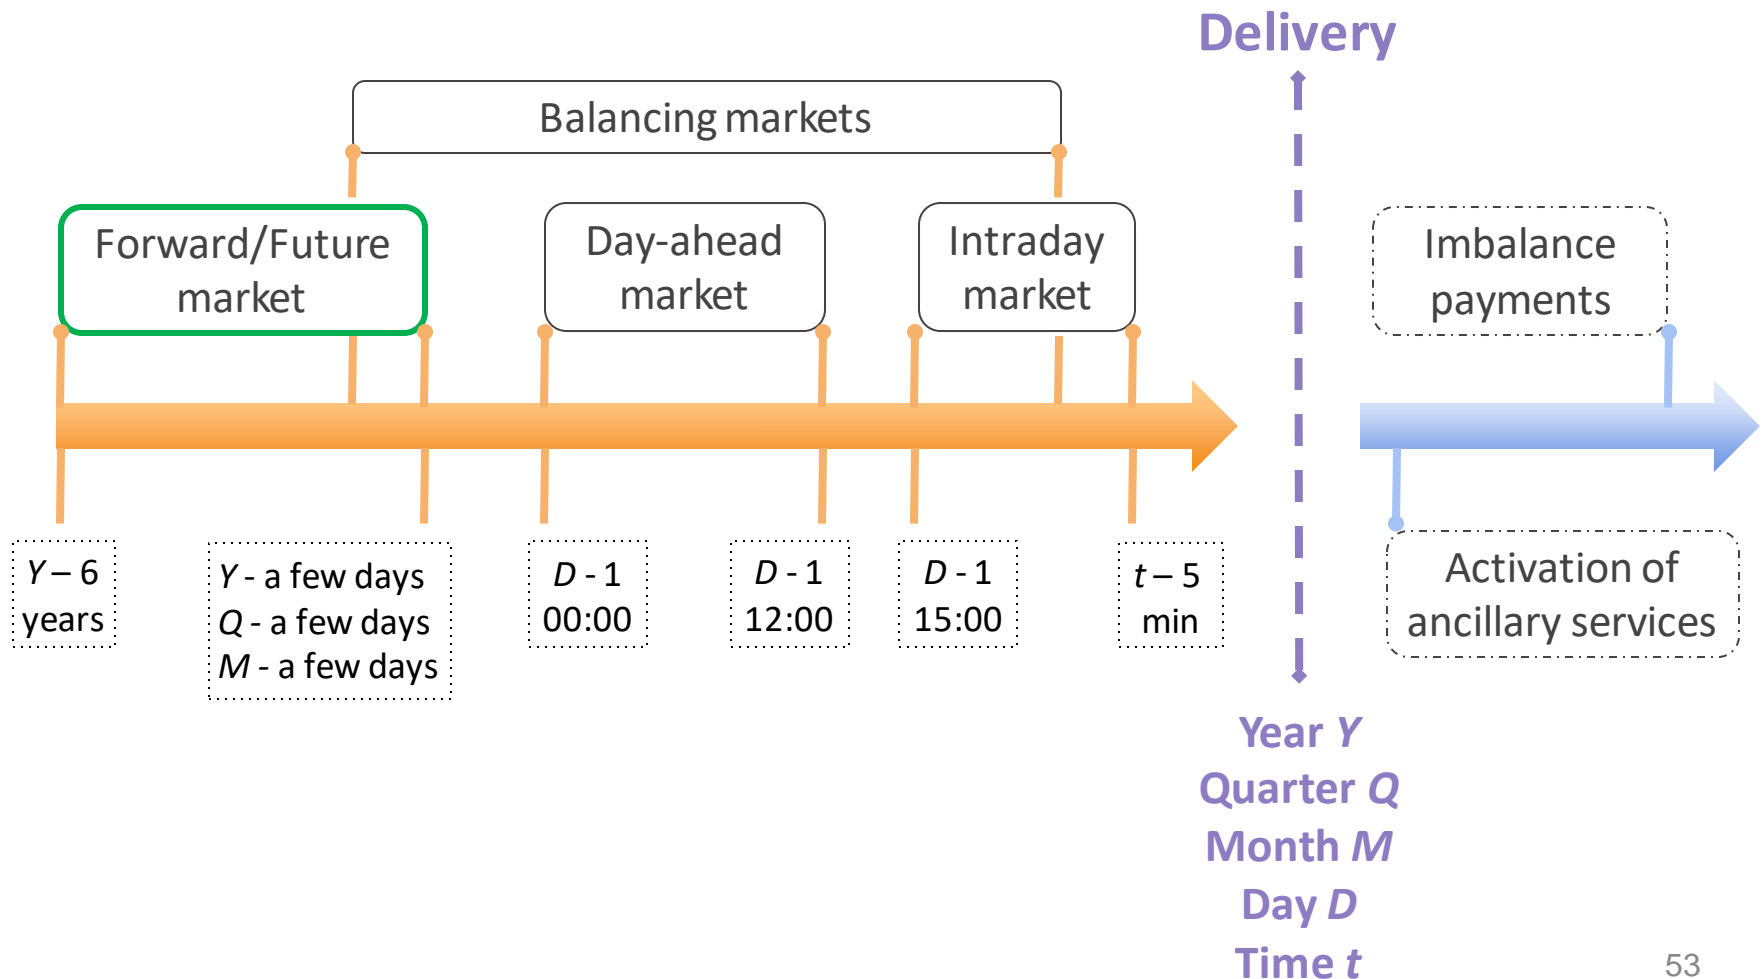 Delivery
Balancing markets
Forward/Future
market
Day-ahead
market
Intraday
market
Imbalance
payments
Y – 6
years
Y - a few days
Q - a few days
M - a few days
D - 1
00:00
D - 1
12:00
D - 1
15:00
t – 5
min
Activation of
ancillary services
Year Y
Quarter Q
Month M
Day D
Time t
53